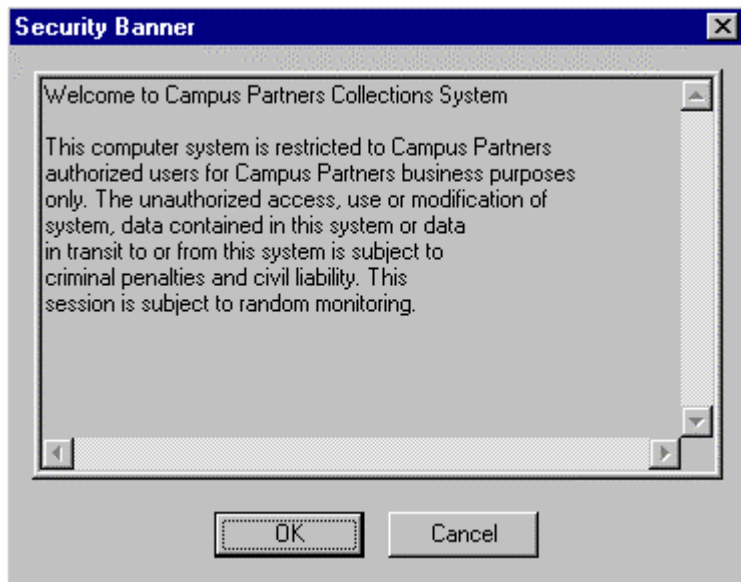 Security Banner
Welcome to Campus Partners Collections System
This computer system is restricted to Campus Partners
authorized users for Campus Partners business purposes
only. The unauthorized access, use or modification of
system, data contained in this system or data
in transit to or from this system is subject to
criminal penalties and civil liability. This
session is subject to random monitoring.
OK Cancel